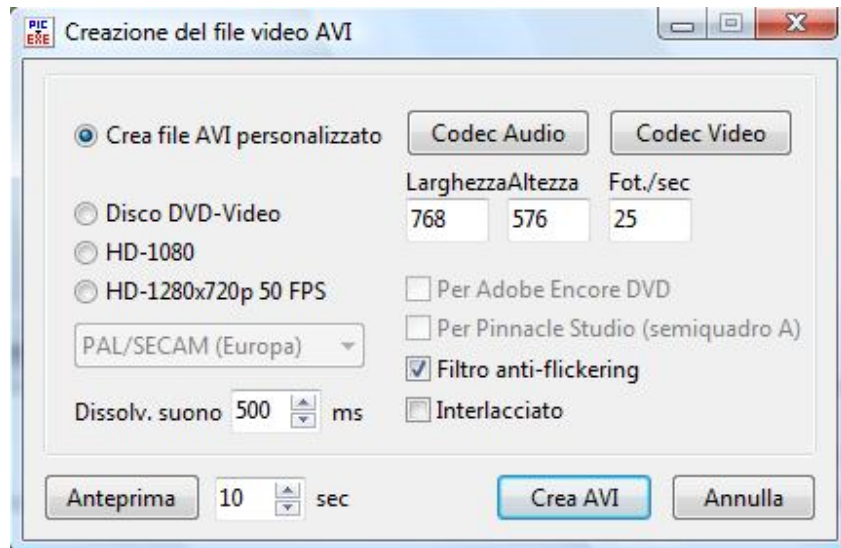 PIC EXE Creazione del file video AVI
Crea file AVI personalizzato Codec Audio Codec Video
Larghezza Altezza Fot./sec
Disco DVD-Video 768 576 25
HD-1080
HD-1280x720p 50 FPS Per Adobe Encore DVD
PAL/SECAM (Europa) Per Pinnacle Studio (semiquadro A)
Filtro anti-flickering
Dissolv. suono 500 ms Interlacciato
Anteprima 10 sec Crea AVI Annulla